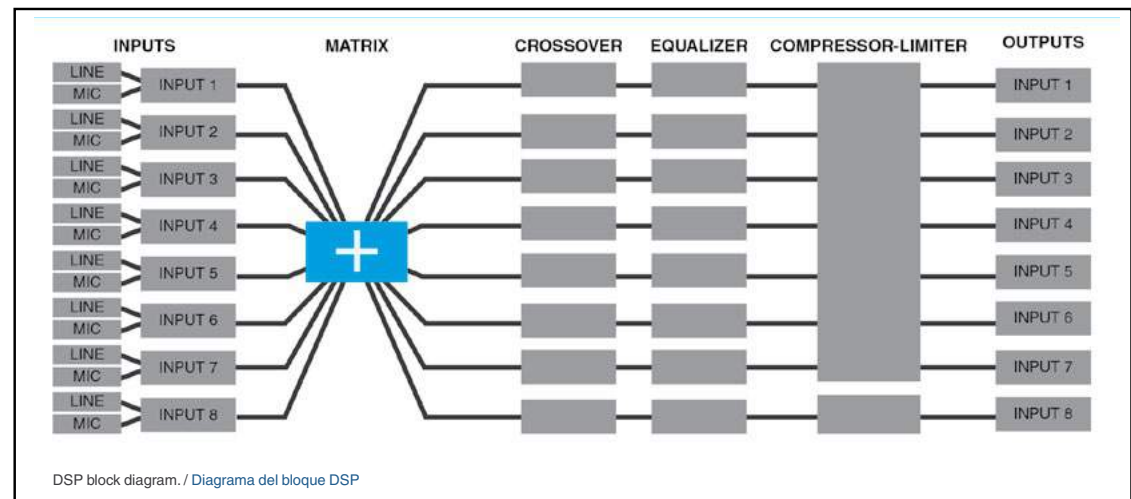 INPUTS MATRIX CROSSOVER EQUALIZER COMPRESSOR-LIMITER OUTPUTS
LINE
MIC
INPUT 1
INPUT 1
LINE
MIC
INPUT 2
INPUT 2
LINE
MIC
INPUT 3
INPUT 3
LINE
MIC
INPUT 4
INPUT 4
LINE
MIC
INPUT 5
INPUT 5
LINE
MIC
INPUT 6
INPUT 6
LINE
MIC
INPUT 7
INPUT 7
LINE
MIC
INPUT 8
INPUT 8
DSP block diagram. / Diagrama del bloque DSP